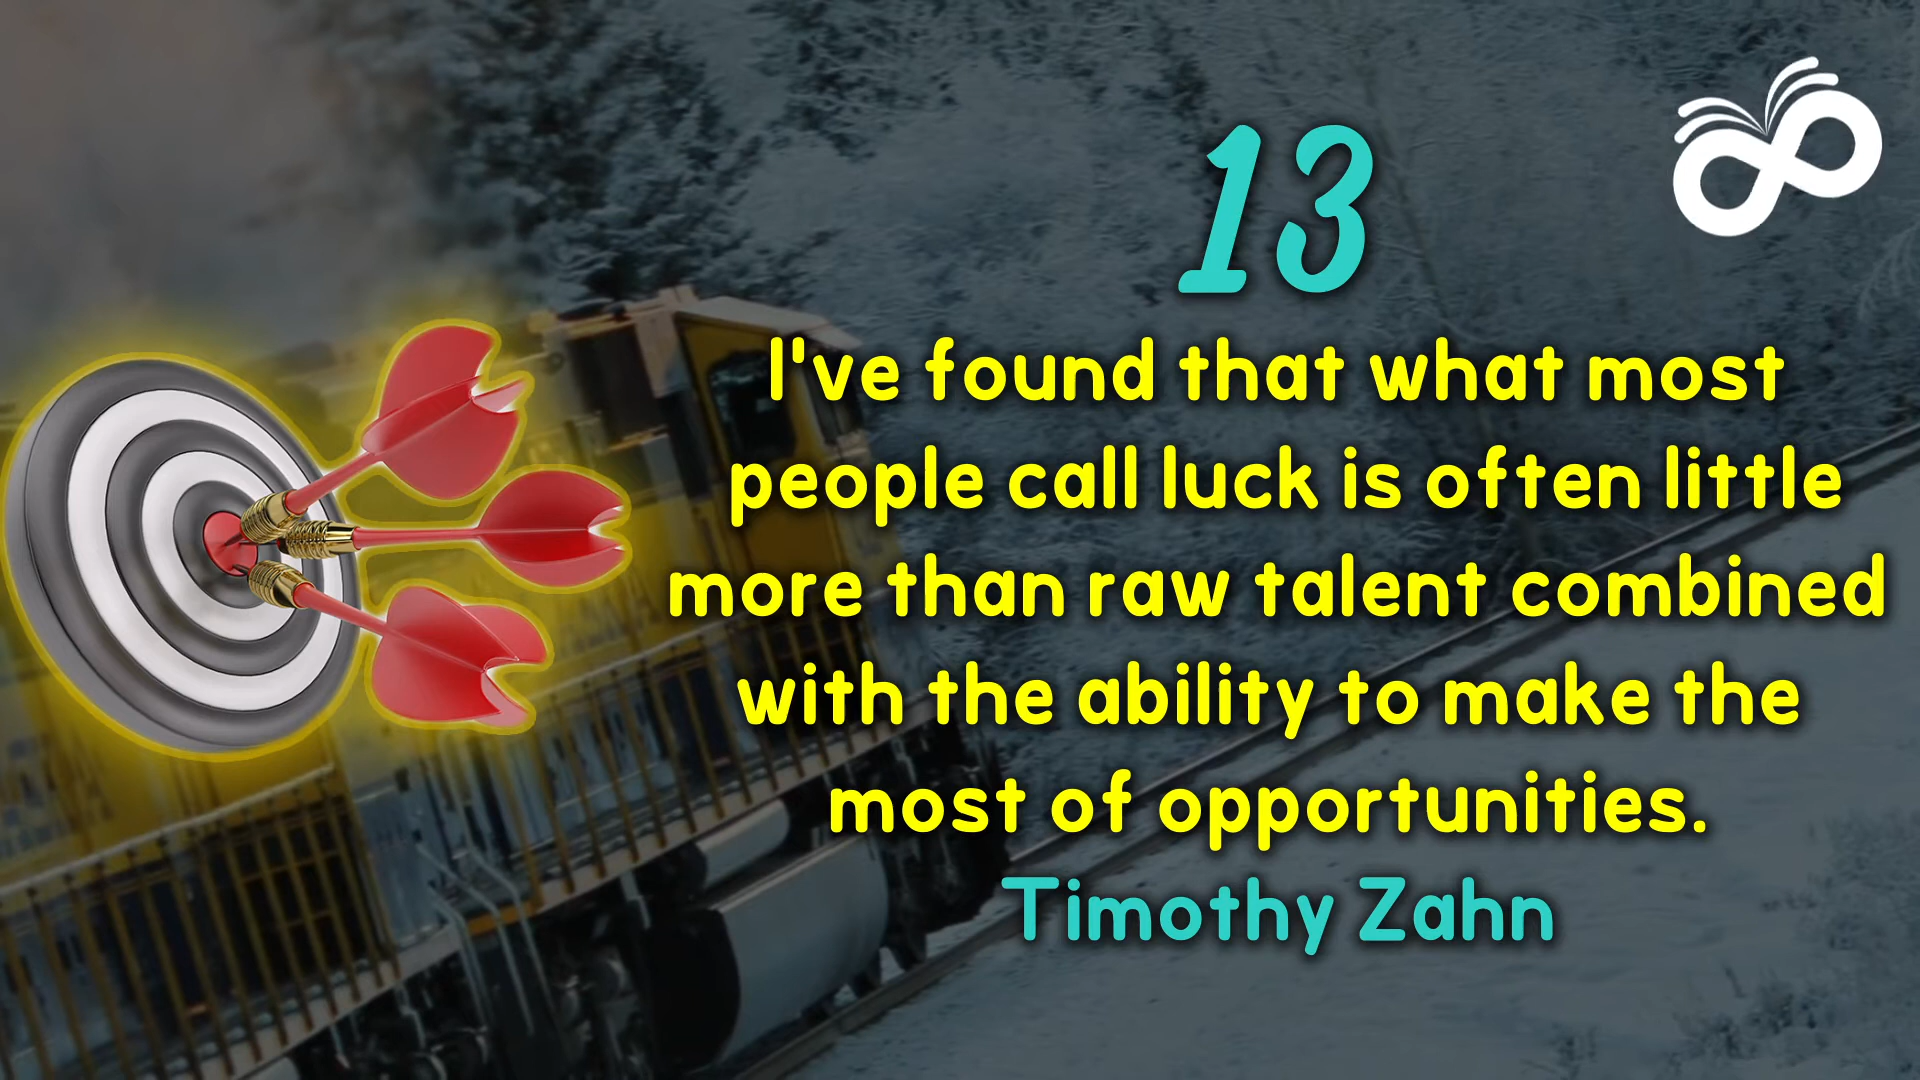 13
I've found that what most
people call luck is often little
more than raw talent combined
with the ability to make the
most of opportunities.
Timothy Zahn